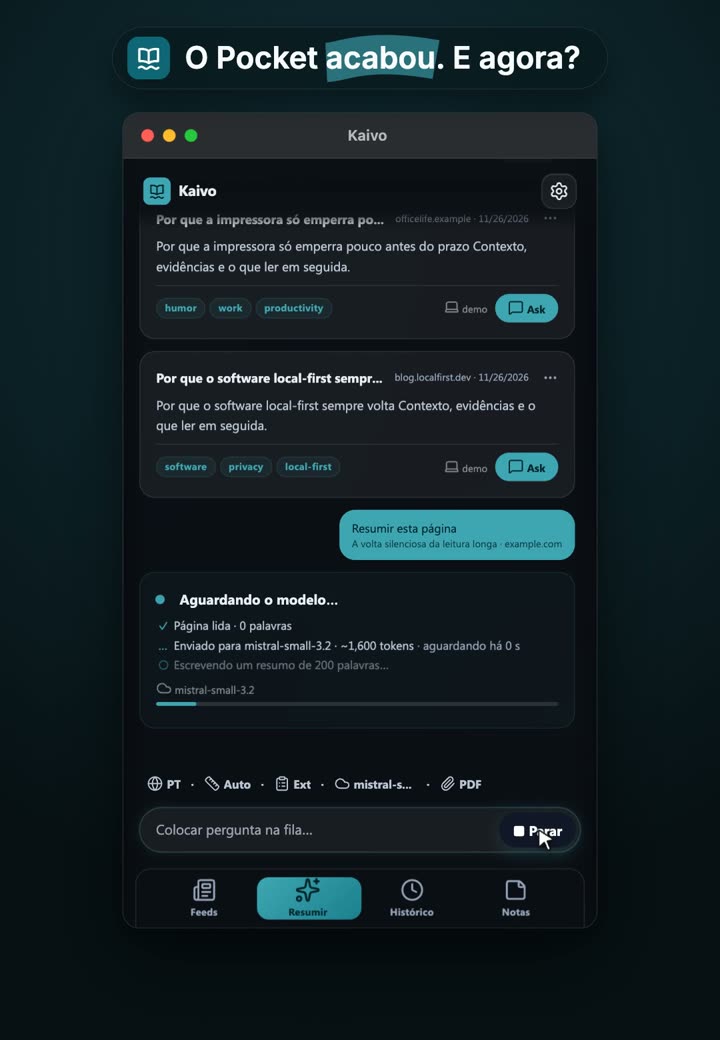 O Pocket acabou. E agora?
Kaivo
Kaivo
Por que a impressora só emperra po... officelife.example · 11/26/2026 ...
Por que a impressora só emperra pouco antes do prazo Contexto,
evidências e o que ler em seguida.
humor work productivity demo Ask
Por que o software local-first sempr... blog.localfirst.dev · 11/26/2026 ...
Por que o software local-first sempre volta Contexto, evidências e o
que ler em seguida.
software privacy local-first demo Ask
Resumir esta página
A volta silenciosa da leitura longa · example.com
Aguardando o modelo...
✓ Página lida · 0 palavras
... Enviado para mistral-small-3.2 · ~1,600 tokens · aguardando há 0 s
Escrevendo um resumo de 200 palavras...
mistral-small-3.2
PT · Auto · Ext · mistral-s... · PDF
Colocar pergunta na fila... Parar
Feeds Resumir Histórico Notas